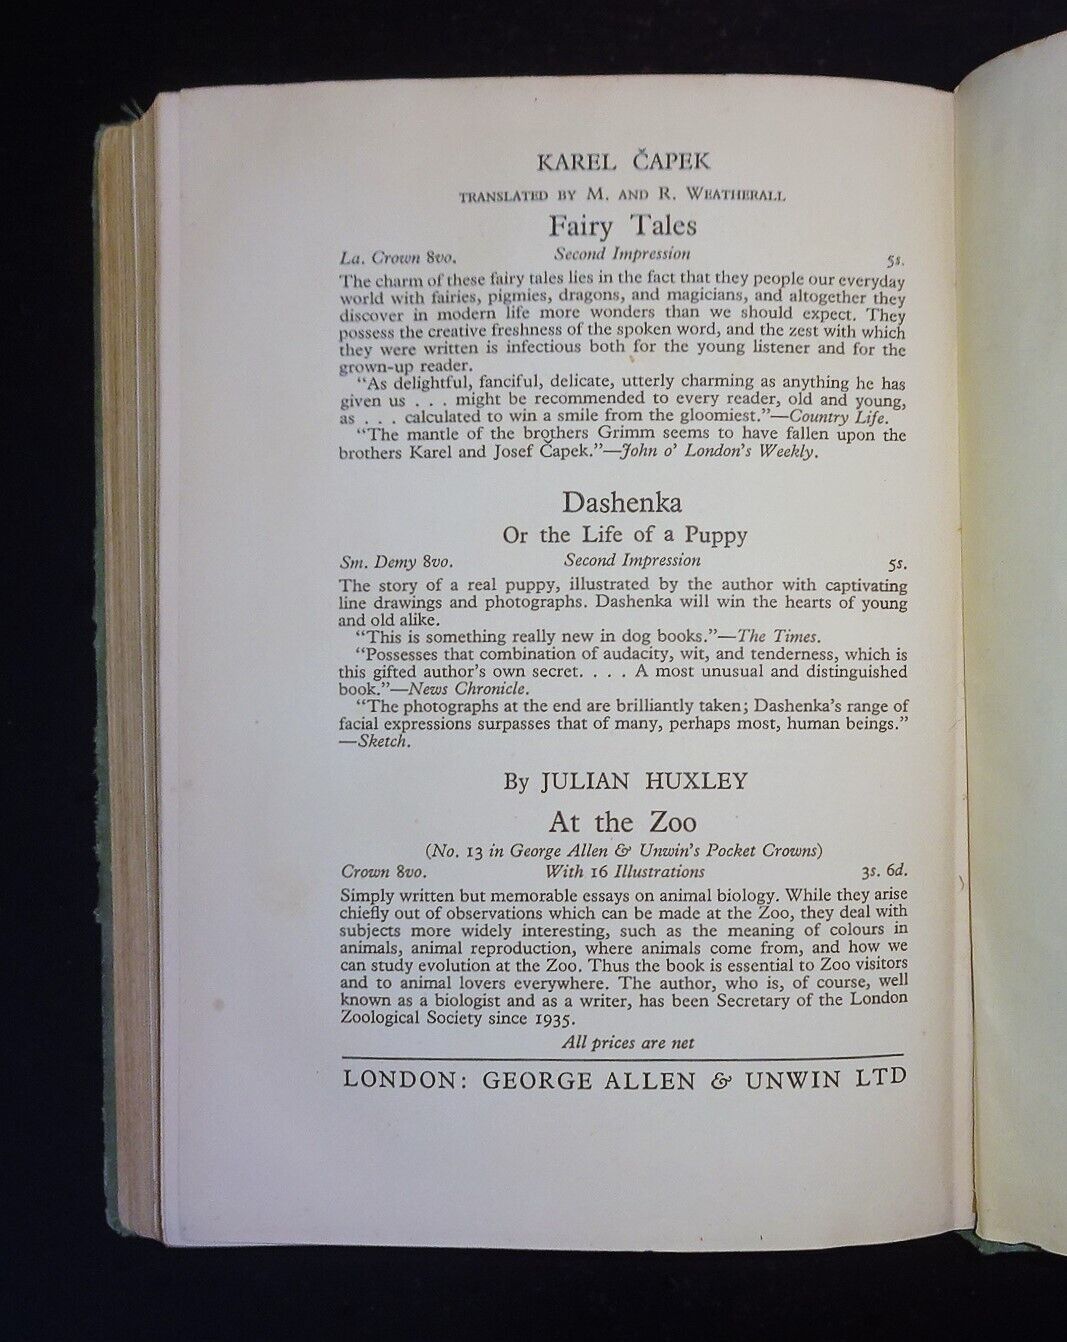 KAREL ČAPEK
TRANSLATED BY M. AND R. WEATHERALL
Fairy Tales
La. Crown 8vo. Second Impression 5s.
The charm of these fairy tales lies in the fact that they people our everyday
world with fairies, pigmies, dragons, and magicians, and altogether they
discover in modern life more wonders than we should expect. They
possess the creative freshness of the spoken word, and the zest with which
they were written is infectious both for the young listener and for the
grown-up reader.
"As delightful, fanciful, delicate, utterly charming as anything he has
given us . . . might be recommended to every reader, old and young,
as . . . calculated to win a smile from the gloomiest."—Country Life.
"The mantle of the brothers Grimm seems to have fallen upon the
brothers Karel and Josef Čapek."—John o' London's Weekly.
Dashenka
Or the Life of a Puppy
Sm. Demy 8vo. Second Impression 5s.
The story of a real puppy, illustrated by the author with captivating
line drawings and photographs. Dashenka will win the hearts of young
and old alike.
"This is something really new in dog books."—The Times.
"Possesses that combination of audacity, wit, and tenderness, which is
this gifted author's own secret. . . . A most unusual and distinguished
book."—News Chronicle.
"The photographs at the end are brilliantly taken; Dashenka's range of
facial expressions surpasses that of many, perhaps most, human beings."
—Sketch.
By JULIAN HUXLEY
At the Zoo
(No. 13 in George Allen & Unwin's Pocket Crowns)
Crown 8vo. With 16 Illustrations 3s. 6d.
Simply written but memorable essays on animal biology. While they arise
chiefly out of observations which can be made at the Zoo, they deal with
subjects more widely interesting, such as the meaning of colours in
animals, animal reproduction, where animals come from, and how we
can study evolution at the Zoo. Thus the book is essential to Zoo visitors
and to animal lovers everywhere. The author, who is, of course, well
known as a biologist and as a writer, has been Secretary of the London
Zoological Society since 1935.
All prices are net
LONDON: GEORGE ALLEN & UNWIN LTD